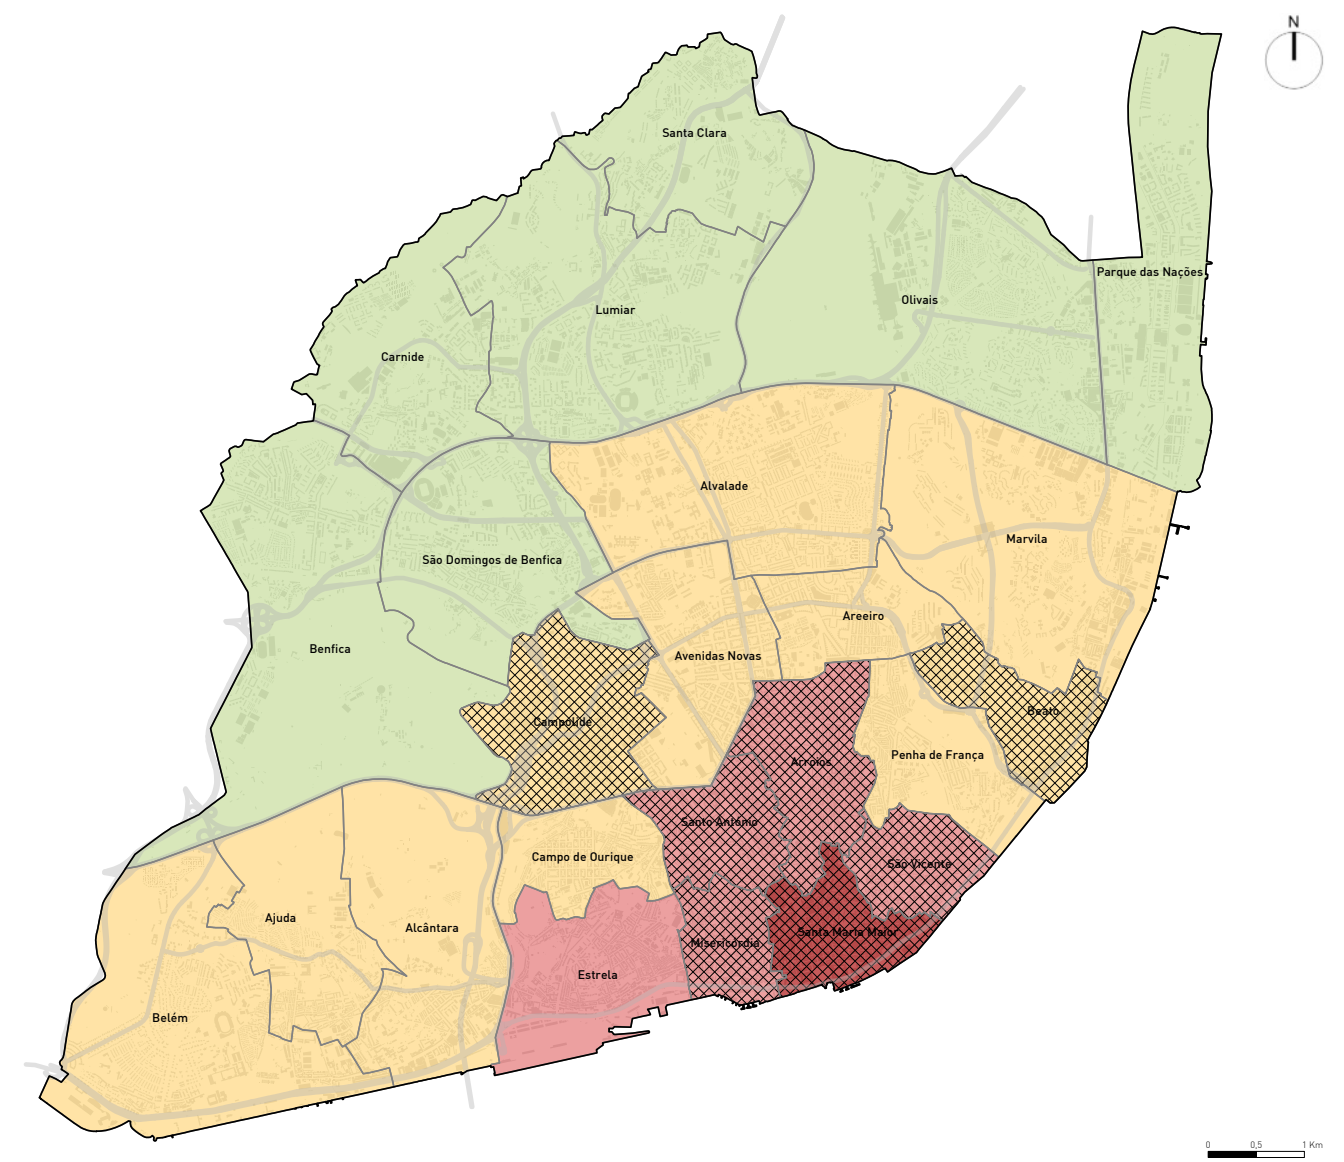 N
Santa Clara
Parque das Nações
Olivais
Lumiar
Carnide
Alvalade
Marvila
São Domingos de Benfica
Areeiro
Benfica
Avenidas Novas
Beato
Campolide
Penha de França
Arroios
Santo António
Campo de Ourique
São Vicente
Ajuda
Alcântara
Santa Maria Maior
Misericórdia
Estrela
Belém
0 0,5 1 Km